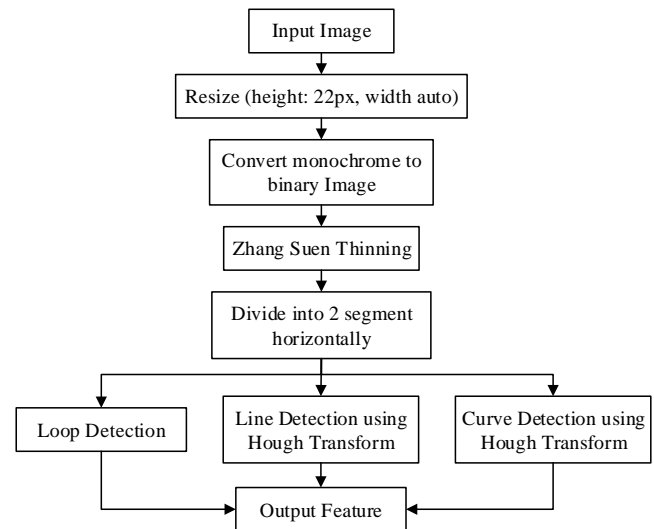 Input Image
Resize (height: 22px, width auto)
Convert monochrome to
binary Image
Zhang Suen Thinning
Divide into 2 segment
horizontally
Loop Detection
Line Detection using
Hough Transform
Curve Detection using
Hough Transform
Output Feature